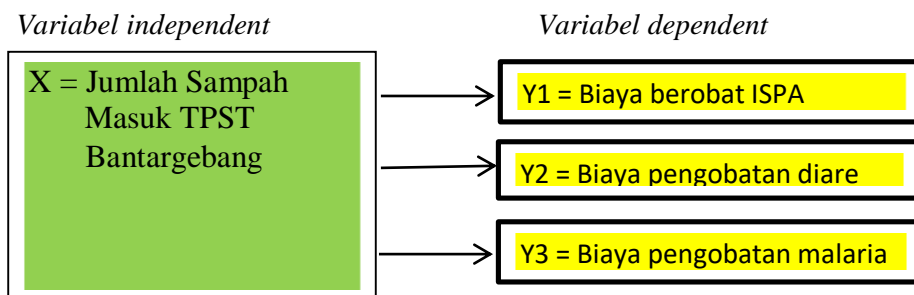 Variabel independent
Variabel dependent
X = Jumlah Sampah
Masuk TPST
Bantargebang
Y1 = Biaya berobat ISPA
Y2 = Biaya pengobatan diare
Y3 = Biaya pengobatan malaria